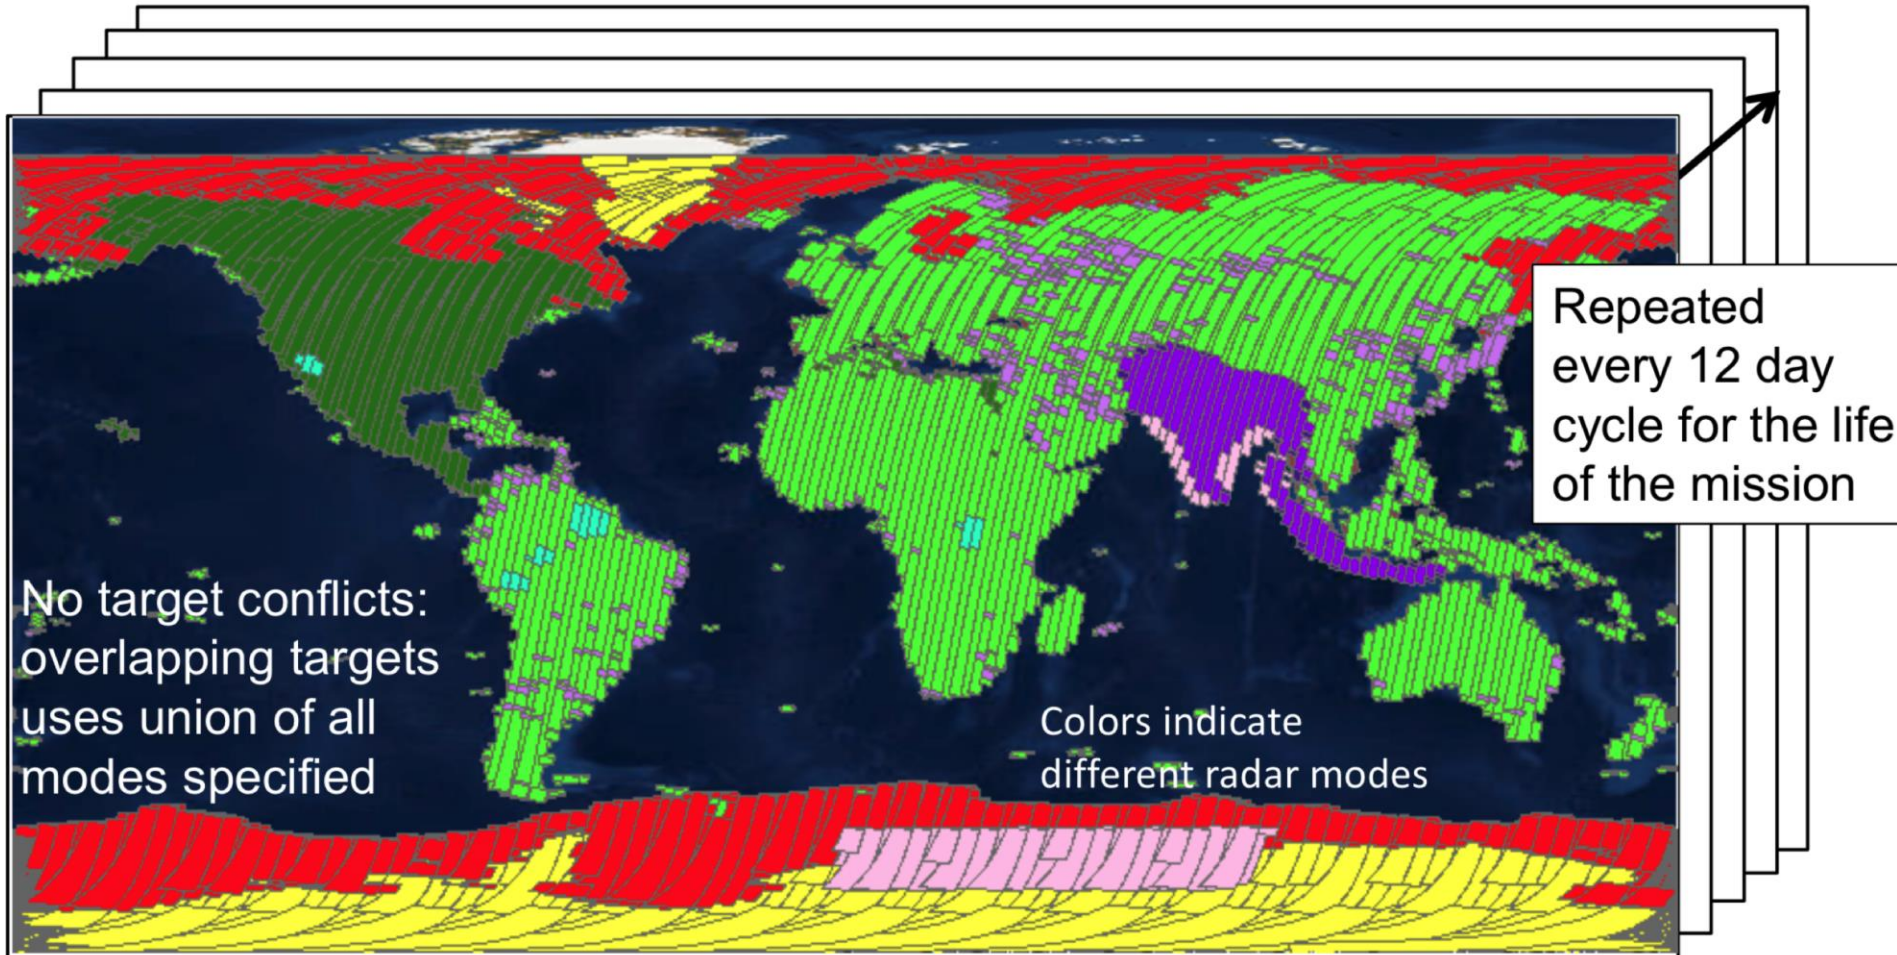 Repeated
every 12 day
cycle for the life
of the mission
No target conflicts:
overlapping targets
uses union of all
modes specified
Colors indicate
different radar modes